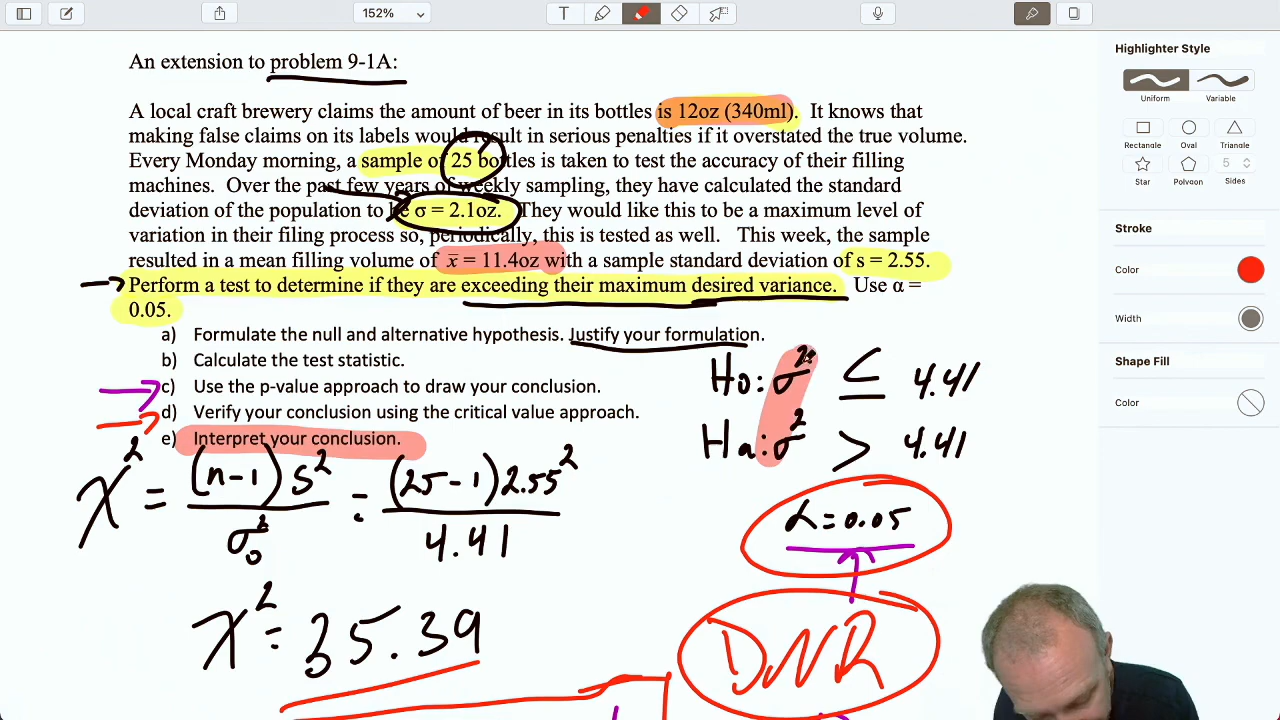 152%
T
An extension to problem 9-1A:
A local craft brewery claims the amount of beer in its bottles is 12oz (340ml). It knows that
making false claims on its labels would result in serious penalties if it overstated the true volume.
Every Monday morning, a sample of 25 bottles is taken to test the accuracy of their filling
machines. Over the past few years of weekly sampling, they have calculated the standard
deviation of the population to be σ = 2.1oz. They would like this to be a maximum level of
variation in their filing process so, periodically, this is tested as well. This week, the sample
resulted in a mean filling volume of x̅ = 11.4oz with a sample standard deviation of s = 2.55.
Perform a test to determine if they are exceeding their maximum desired variance. Use α =
0.05.
a) Formulate the null and alternative hypothesis. Justify your formulation.
b) Calculate the test statistic.
c) Use the p-value approach to draw your conclusion.
d) Verify your conclusion using the critical value approach.
e) Interpret your conclusion.
Ho: σ² ≤ 4.41
Ha: σ² > 4.41
χ² = (n-1)s² / σ₀² = (25-1)2.55² / 4.41
α=0.05
χ² = 35.39
DNR
Highlighter Style
Uniform Variable
Rectangle Oval Triangle
5
Star Polygon Sides
Stroke
Color
Width
Shape Fill
Color